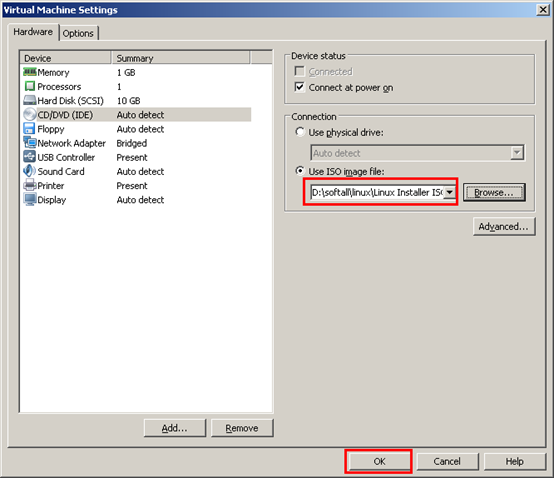 Virtual Machine Settings
Hardware
Options
Device Summary
Memory 1 GB
Processors 1
Hard Disk (SCSI) 10 GB
CD/DVD (IDE) Auto detect
Floppy Auto detect
Network Adapter Bridged
USB Controller Present
Sound Card Auto detect
Printer Present
Display Auto detect
Add...
Remove
Device status
Connected
Connect at power on
Connection
Use physical drive:
Auto detect
Use ISO image file:
D:\softall\linux\Linux Installer IS
Browse...
Advanced...
OK
Cancel
Help